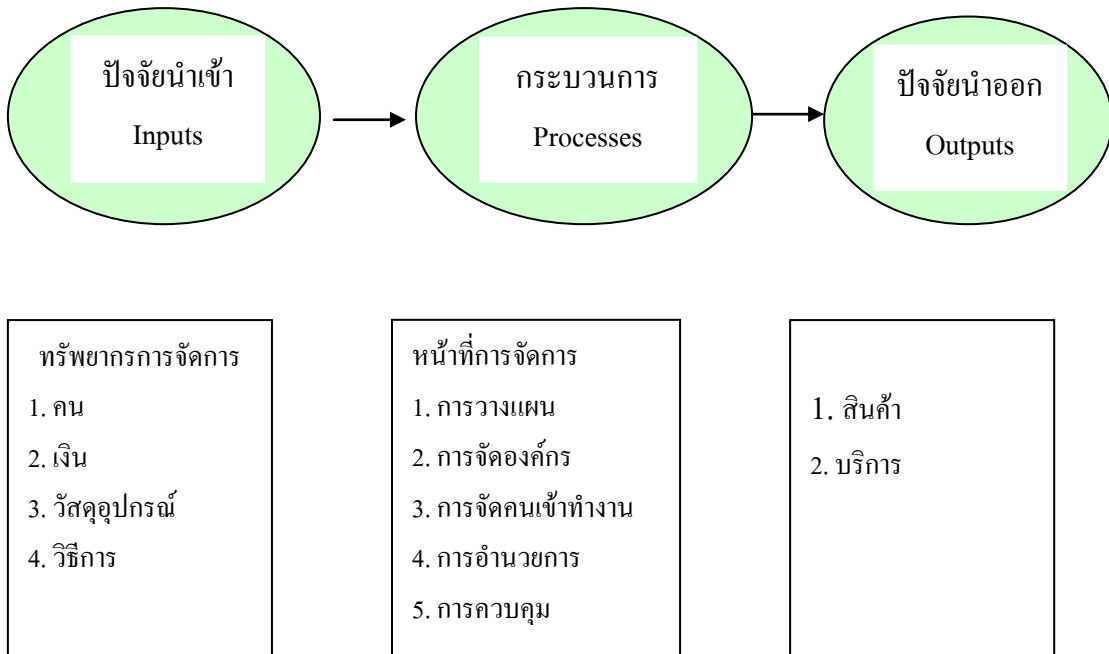 ปัจจัยนำเข้า
Inputs
กระบวนการ
Processes
ปัจจัยนำออก
Outputs
ทรัพยากรการจัดการ
1. คน
2. เงิน
3. วัสดุอุปกรณ์
4. วิธีการ
หน้าที่การจัดการ
1. การวางแผน
2. การจัดองค์กร
3. การจัดคนเข้าทำงาน
4. การอำนวยการ
5. การควบคุม
1. สินค้า
2. บริการ